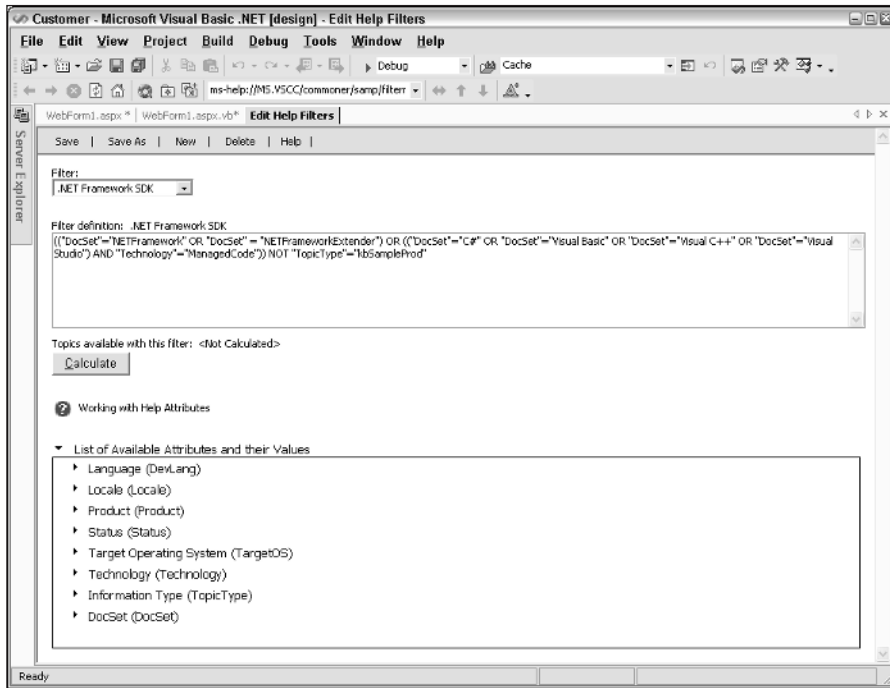 Customer - Microsoft Visual Basic .NET [design] - Edit Help Filters
File Edit View Project Build Debug Tools Window Help
Debug Cache
ms-help://MS.VSCC/commoner/samp/filterr
WebForm1.aspx* | WebForm1.aspx.vb* Edit Help Filters
Server Explorer
Save | Save As | New | Delete | Help |
Filter:
.NET Framework SDK
Filter definition: .NET Framework SDK
(("DocSet"="NETFramework" OR "DocSet" = "NETFrameworkExtender") OR (("DocSet"="C#" OR "DocSet"="Visual Basic" OR "DocSet"="Visual C++" OR "DocSet"="Visual
Studio") AND "Technology"="ManagedCode")) NOT "TopicType"="kbSampleProd"
Topics available with this filter: <Not Calculated>
Calculate
Working with Help Attributes
List of Available Attributes and their Values
Language (DevLang)
Locale (Locale)
Product (Product)
Status (Status)
Target Operating System (TargetOS)
Technology (Technology)
Information Type (TopicType)
DocSet (DocSet)
Ready